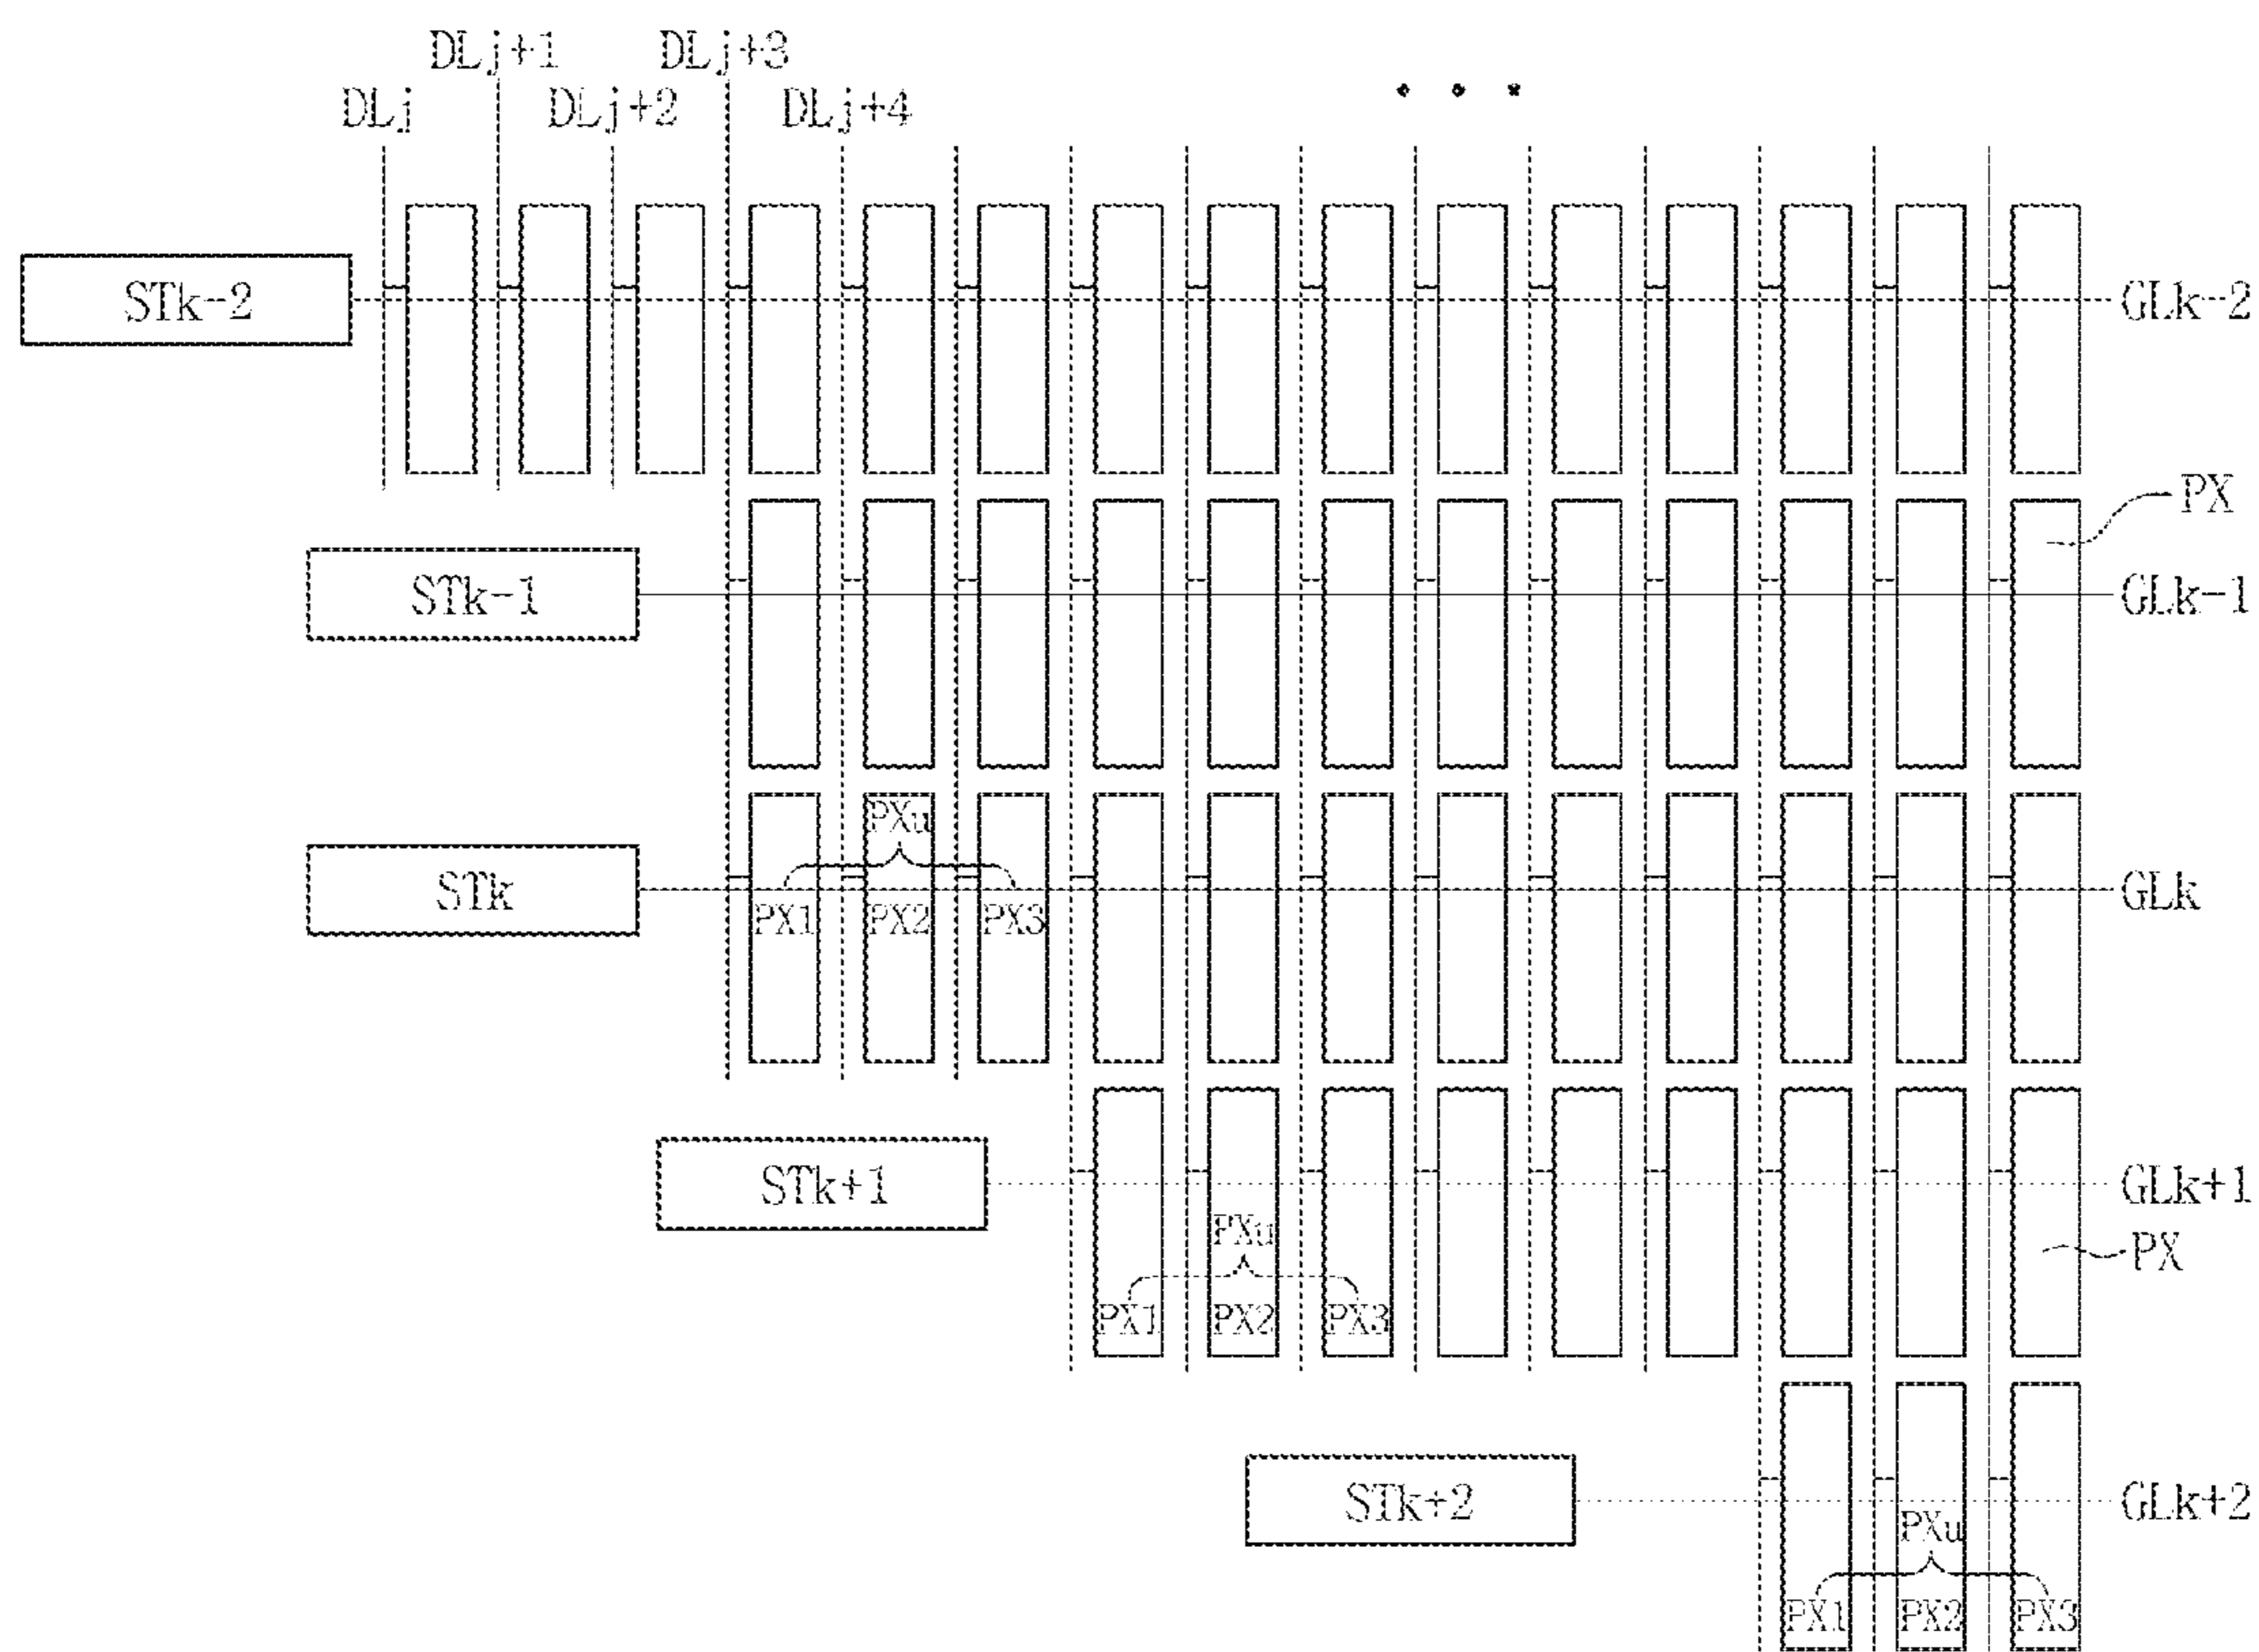 DLj+1 DLj+3
DLj DLj+2 DLj+4
STk-2 GLk-2
PX
STk-1 GLk-1
PXu
STk GLk
PX1 PX2 PX3
STk+1 GLk+1
PXu
PX
PX1 PX2 PX3
STk+2 GLk+2
PXu
PX1 PX2 PX3